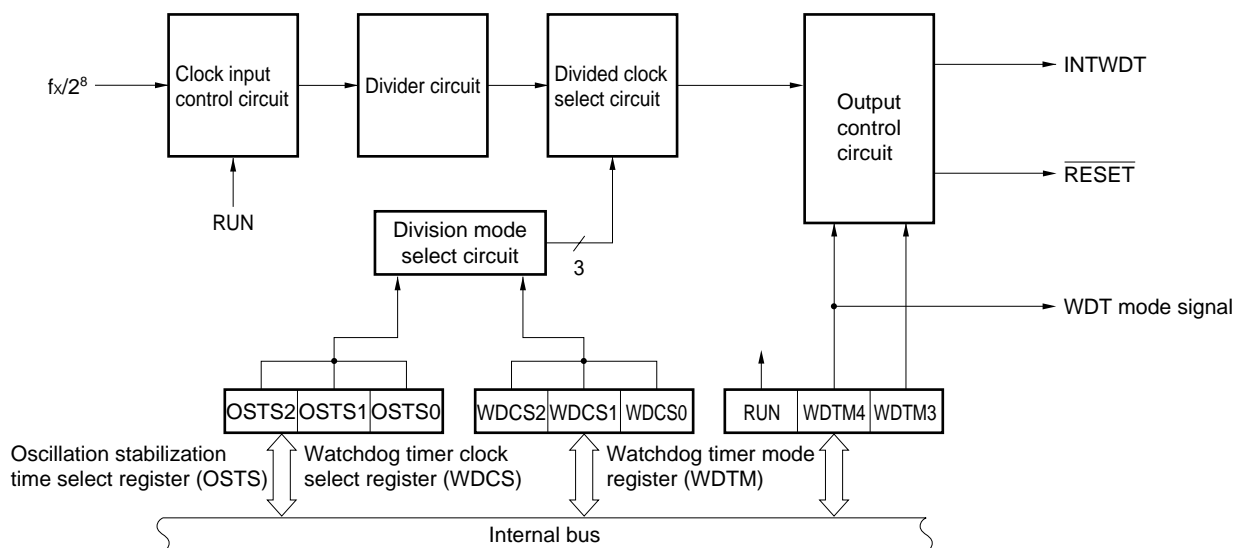 fX/2⁸
Clock input
control circuit
Divider circuit
Divided clock
select circuit
Output
control
circuit
INTWDT
RESET
RUN
Division mode
select circuit
3
WDT mode signal
OSTS2 OSTS1 OSTS0
WDCS2 WDCS1 WDCS0
RUN WDTM4 WDTM3
Oscillation stabilization
time select register (OSTS)
Watchdog timer clock
select register (WDCS)
Watchdog timer mode
register (WDTM)
Internal bus